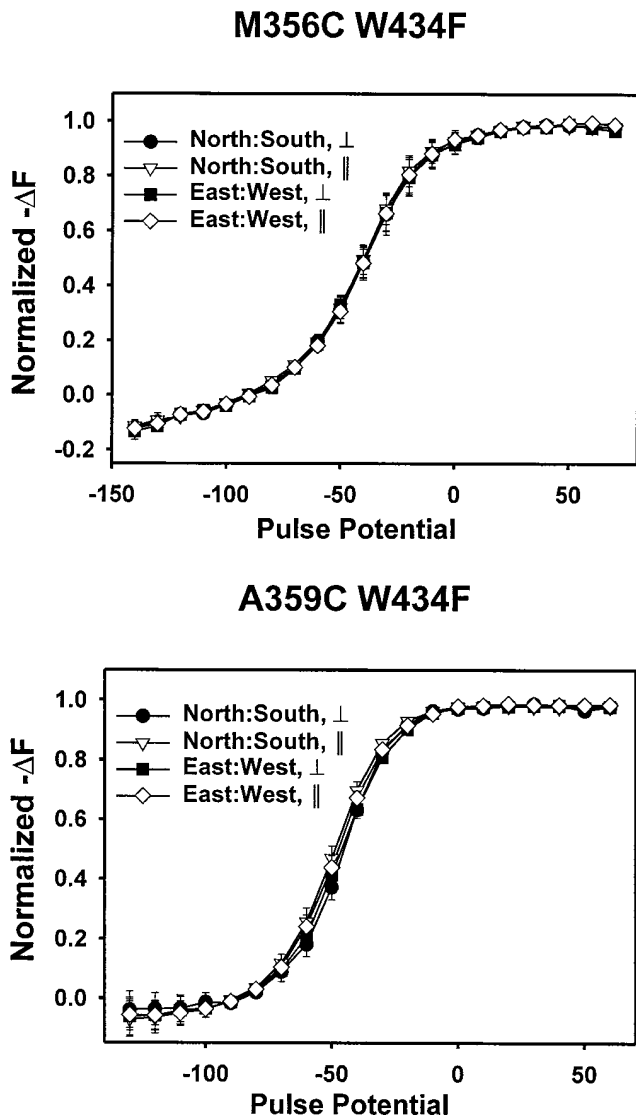 M356C W434F
North:South, ⊥
North:South, ∥
East:West, ⊥
East:West, ∥
Normalized -ΔF
1.0
0.8
0.6
0.4
0.2
0.0
-0.2
-150
-100
-50
0
50
Pulse Potential
A359C W434F
North:South, ⊥
North:South, ∥
East:West, ⊥
East:West, ∥
Normalized -ΔF
1.0
0.8
0.6
0.4
0.2
0.0
-100
-50
0
50
Pulse Potential